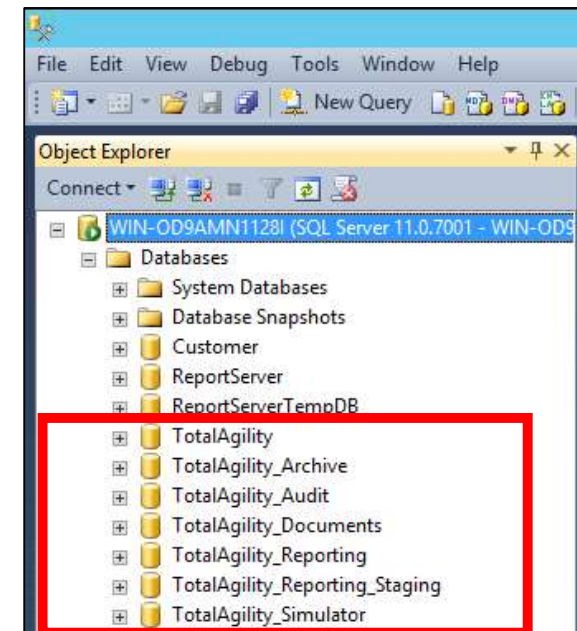 File Edit View Debug Tools Window Help
New Query
Object Explorer
Connect
WIN-OD9AMN1128I (SQL Server 11.0.7001 - WIN-OD9
Databases
System Databases
Database Snapshots
Customer
ReportServer
ReportServerTempDB
TotalAgility
TotalAgility_Archive
TotalAgility_Audit
TotalAgility_Documents
TotalAgility_Reporting
TotalAgility_Reporting_Staging
TotalAgility_Simulator